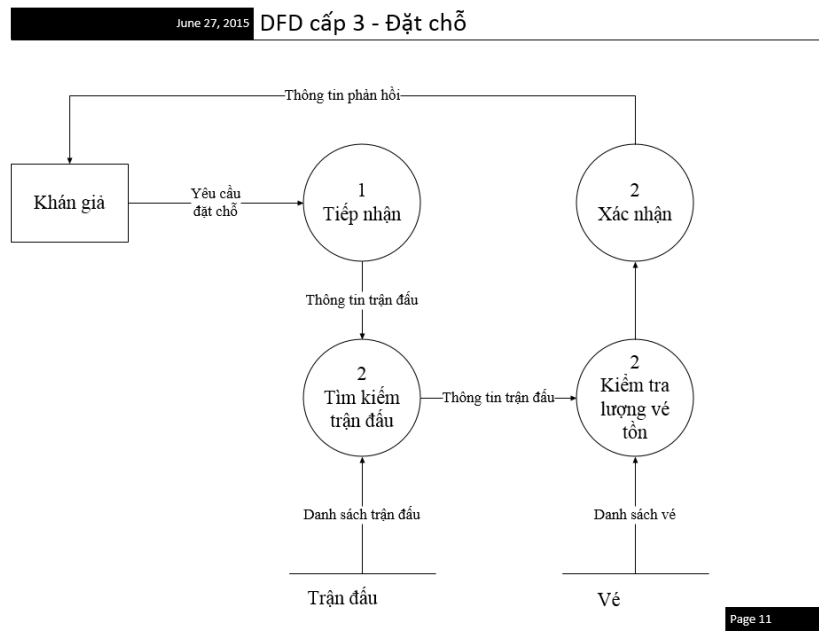 June 27, 2015 DFD cấp 3 - Đặt chỗ
Thông tin phản hồi
Khán giả
Yêu cầu
đặt chỗ
1
Tiếp nhận
2
Xác nhận
Thông tin trận đấu
2
Tìm kiếm
trận đấu
Thông tin trận đấu
2
Kiểm tra
lượng vé
tồn
Danh sách trận đấu
Danh sách vé
Trận đấu
Vé
Page 11